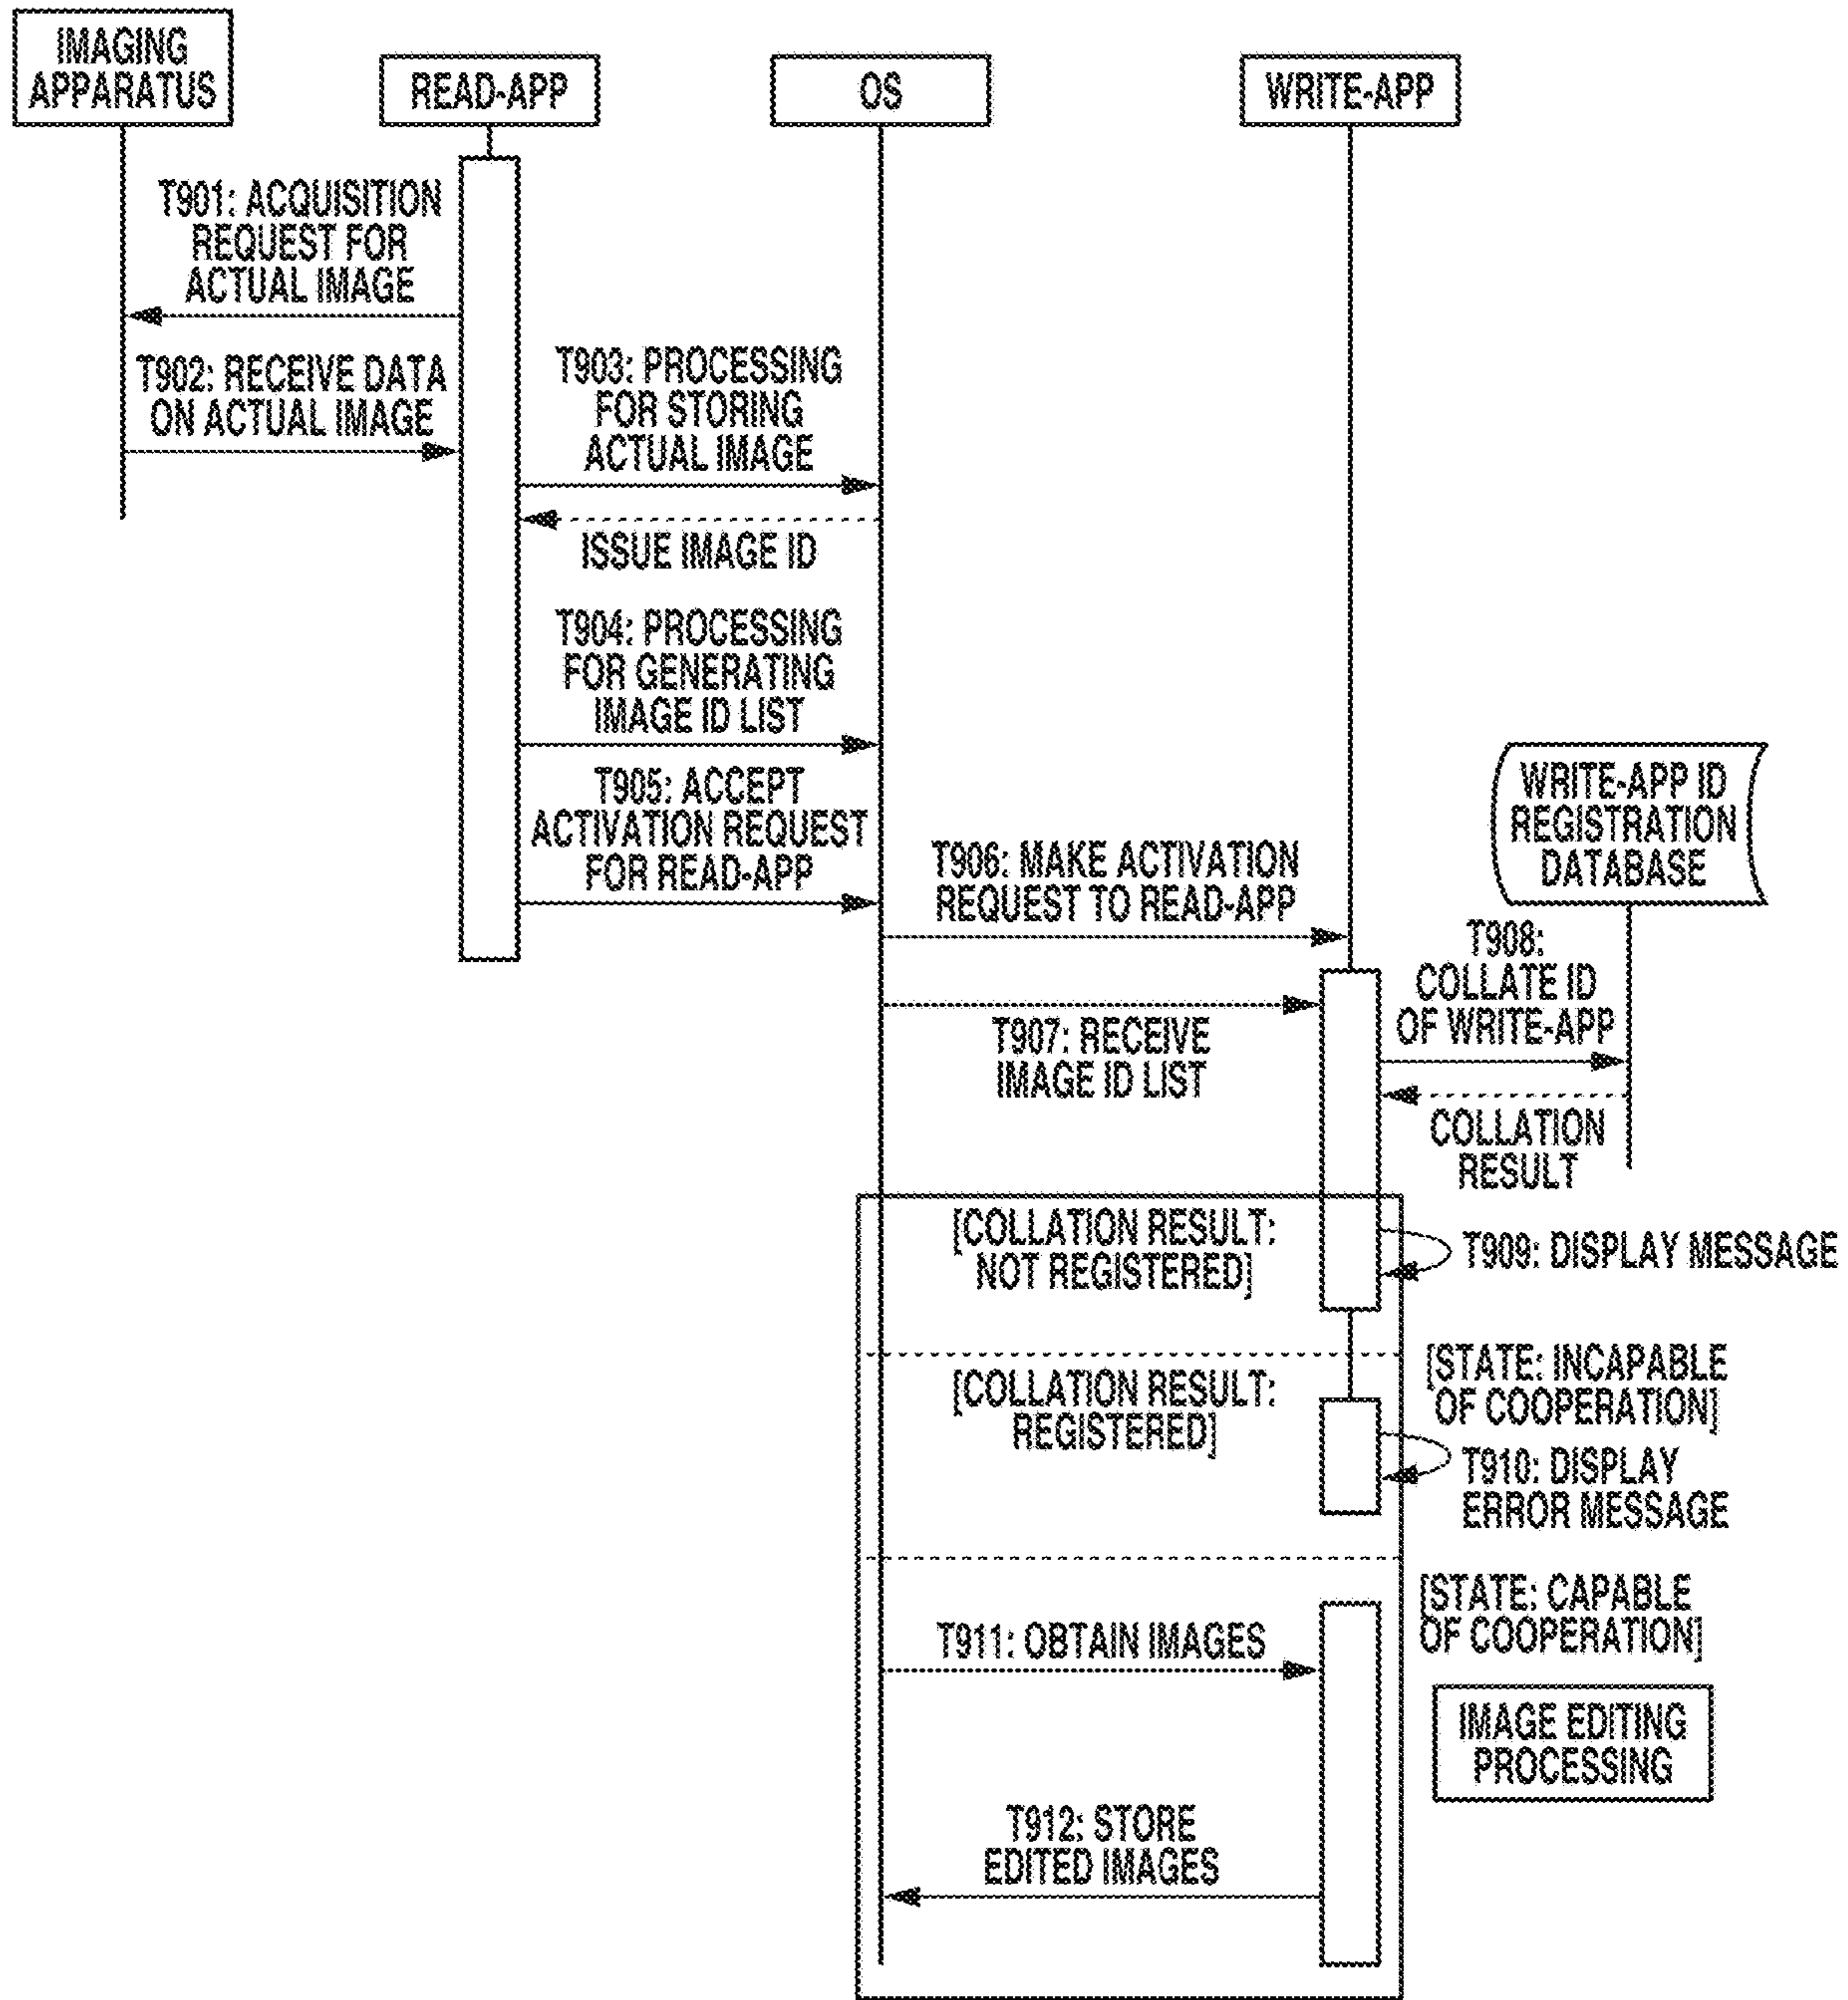 IMAGING
APPARATUS
READ-APP
OS
WRITE-APP
T901: ACQUISITION
REQUEST FOR
ACTUAL IMAGE
T902: RECEIVE DATA
ON ACTUAL IMAGE
T903: PROCESSING
FOR STORING
ACTUAL IMAGE
ISSUE IMAGE ID
T904: PROCESSING
FOR GENERATING
IMAGE ID LIST
T905: ACCEPT
ACTIVATION REQUEST
FOR READ-APP
T906: MAKE ACTIVATION
REQUEST TO READ-APP
WRITE-APP ID
REGISTRATION
DATABASE
T907: RECEIVE
IMAGE ID LIST
T908:
COLLATE ID
OF WRITE-APP
COLLATION
RESULT
[COLLATION RESULT:
NOT REGISTERED]
T909: DISPLAY MESSAGE
[COLLATION RESULT:
REGISTERED]
[STATE: INCAPABLE
OF COOPERATION]
T910: DISPLAY
ERROR MESSAGE
[STATE: CAPABLE
OF COOPERATION]
T911: OBTAIN IMAGES
IMAGE EDITING
PROCESSING
T912: STORE
EDITED IMAGES